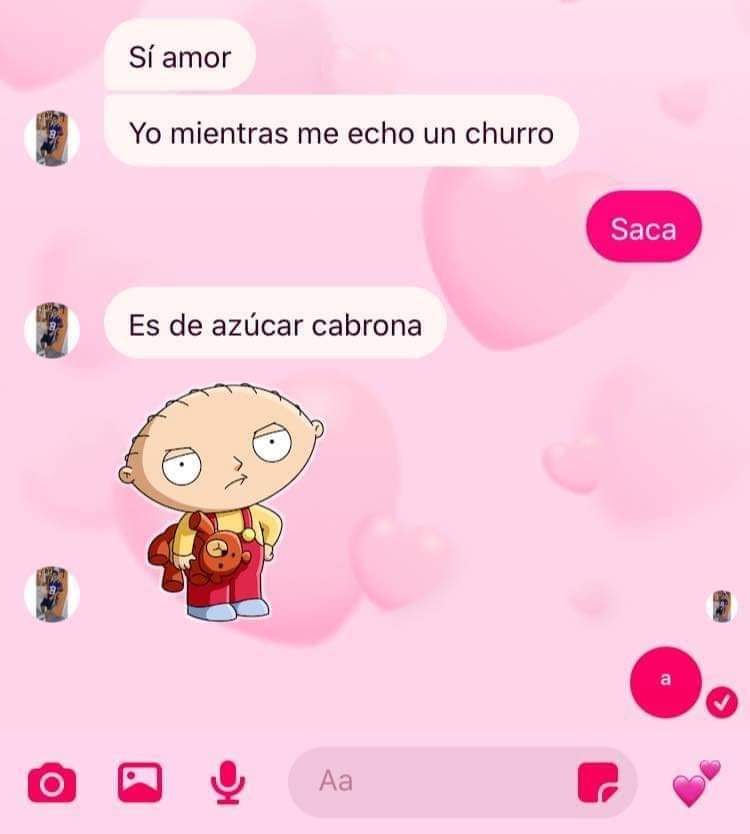 Sí amor
Yo mientras me echo un churro
Saca
Es de azúcar cabrona
a
Aa